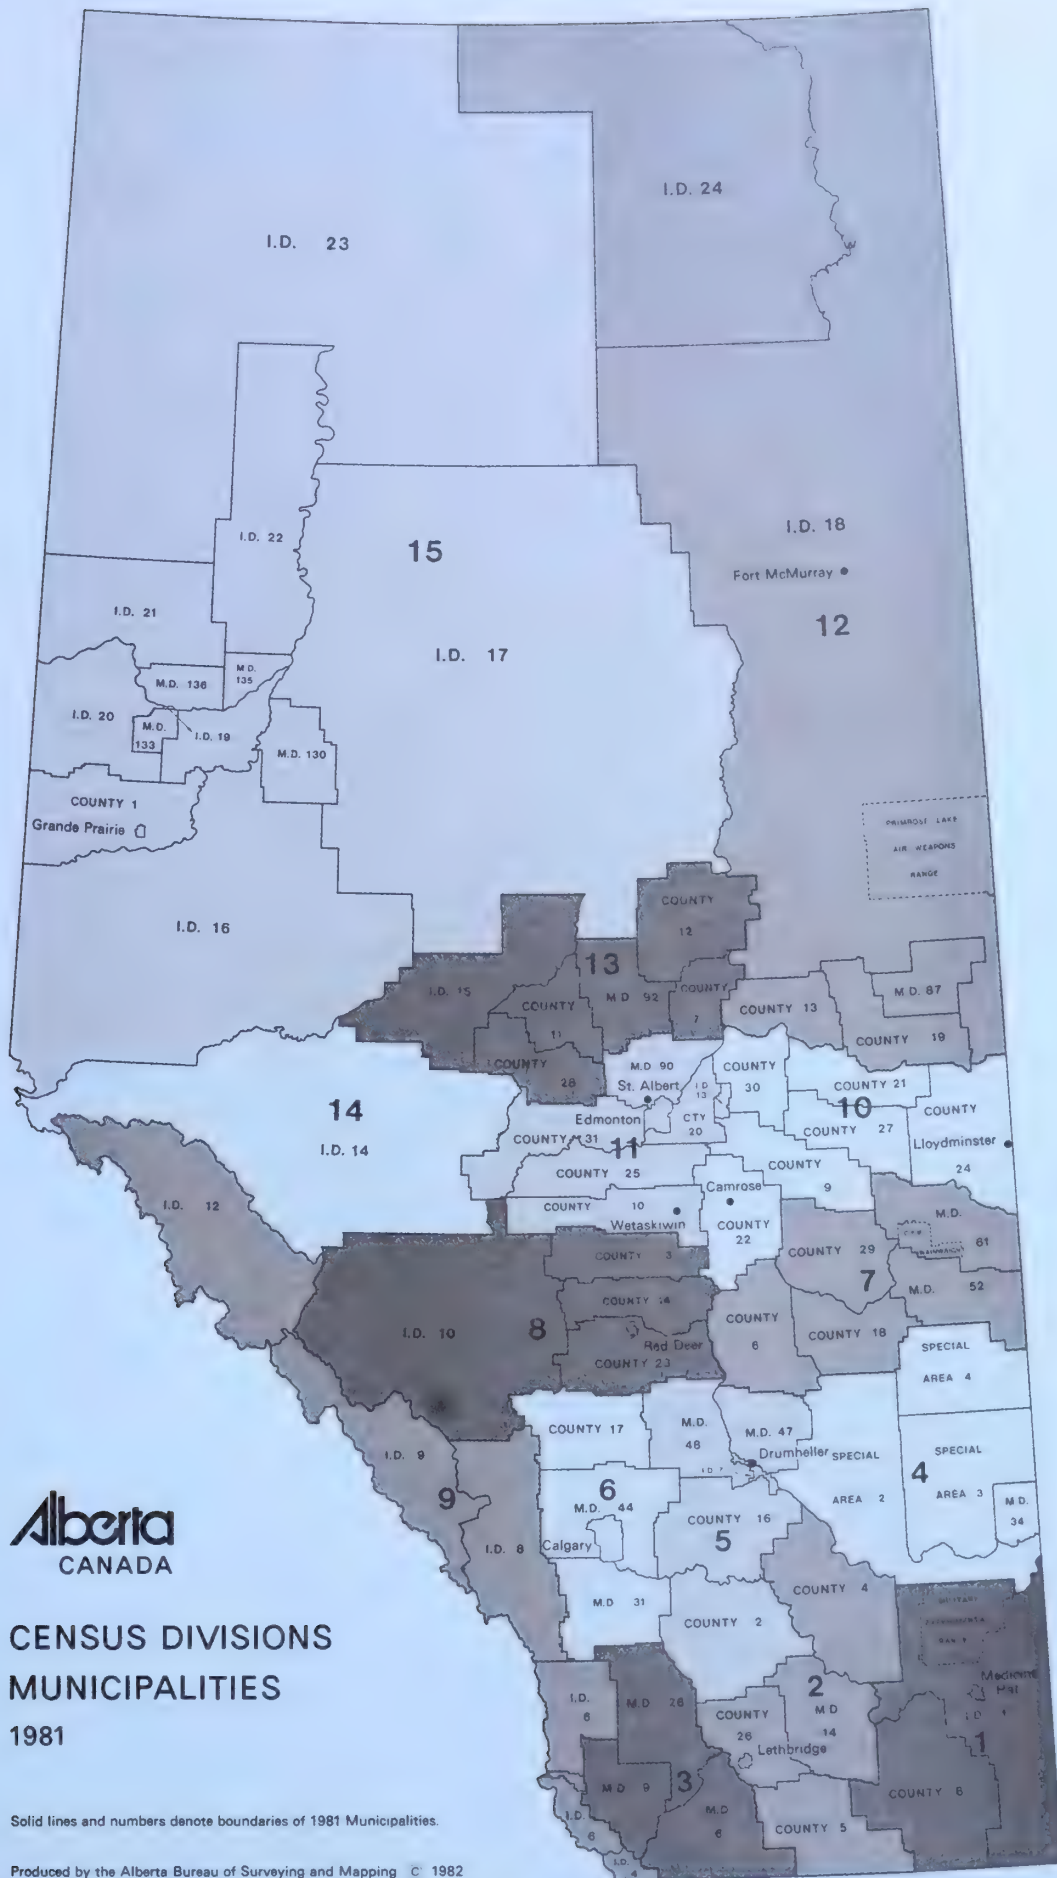 I.D. 24
I.D. 23
I.D. 18
I.D. 22
15
Fort McMurray
I.D. 21
12
I.D. 17
M.D. 136
M.D.
135
I.D. 20
M.D.
133
I.D. 19
M.D. 130
COUNTY 1
Grande Prairie
PRIMROSE LAKE
AIR WEAPONS
RANGE
COUNTY
12
I.D. 16
13
I.D. 15
M.D 92
COUNTY
7
M.D. 87
COUNTY
11
COUNTY 13
COUNTY 19
COUNTY
28
M.D 90
St. Albert
I D
13
COUNTY
30
COUNTY 21
14
I.D. 14
Edmonton
CTY
20
10
COUNTY 27
COUNTY
Lloydminster
24
COUNTY 31
11
COUNTY 25
COUNTY
9
Camrose
I.D. 12
COUNTY 10
Wetaskiwin
COUNTY
22
M.D.
61
COUNTY 3
COUNTY 29
7
M.D. 52
COUNTY 14
I.D. 10
8
Red Deer
COUNTY 23
COUNTY
6
COUNTY 18
SPECIAL
AREA 4
COUNTY 17
M.D.
48
M.D. 47
Drumheller
I.D. 9
I.D. 7
SPECIAL
AREA 2
SPECIAL
4
AREA 3
M D.
34
9
6
M.D. 44
Calgary
COUNTY 16
5
I.D. 8
M.D 31
COUNTY 2
COUNTY 4
MILITARY
Medicine
Hat
I.D. 1
1
I.D.
6
M.D 26
COUNTY
26
2
M D
14
Lethbridge
M D 9
3
M.D
6
COUNTY 8
COUNTY 5
I.D.
6
I.D.
4
Alberta
CANADA
CENSUS DIVISIONS
MUNICIPALITIES
1981
Solid lines and numbers denote boundaries of 1981 Municipalities.
Produced by the Alberta Bureau of Surveying and Mapping C 1982